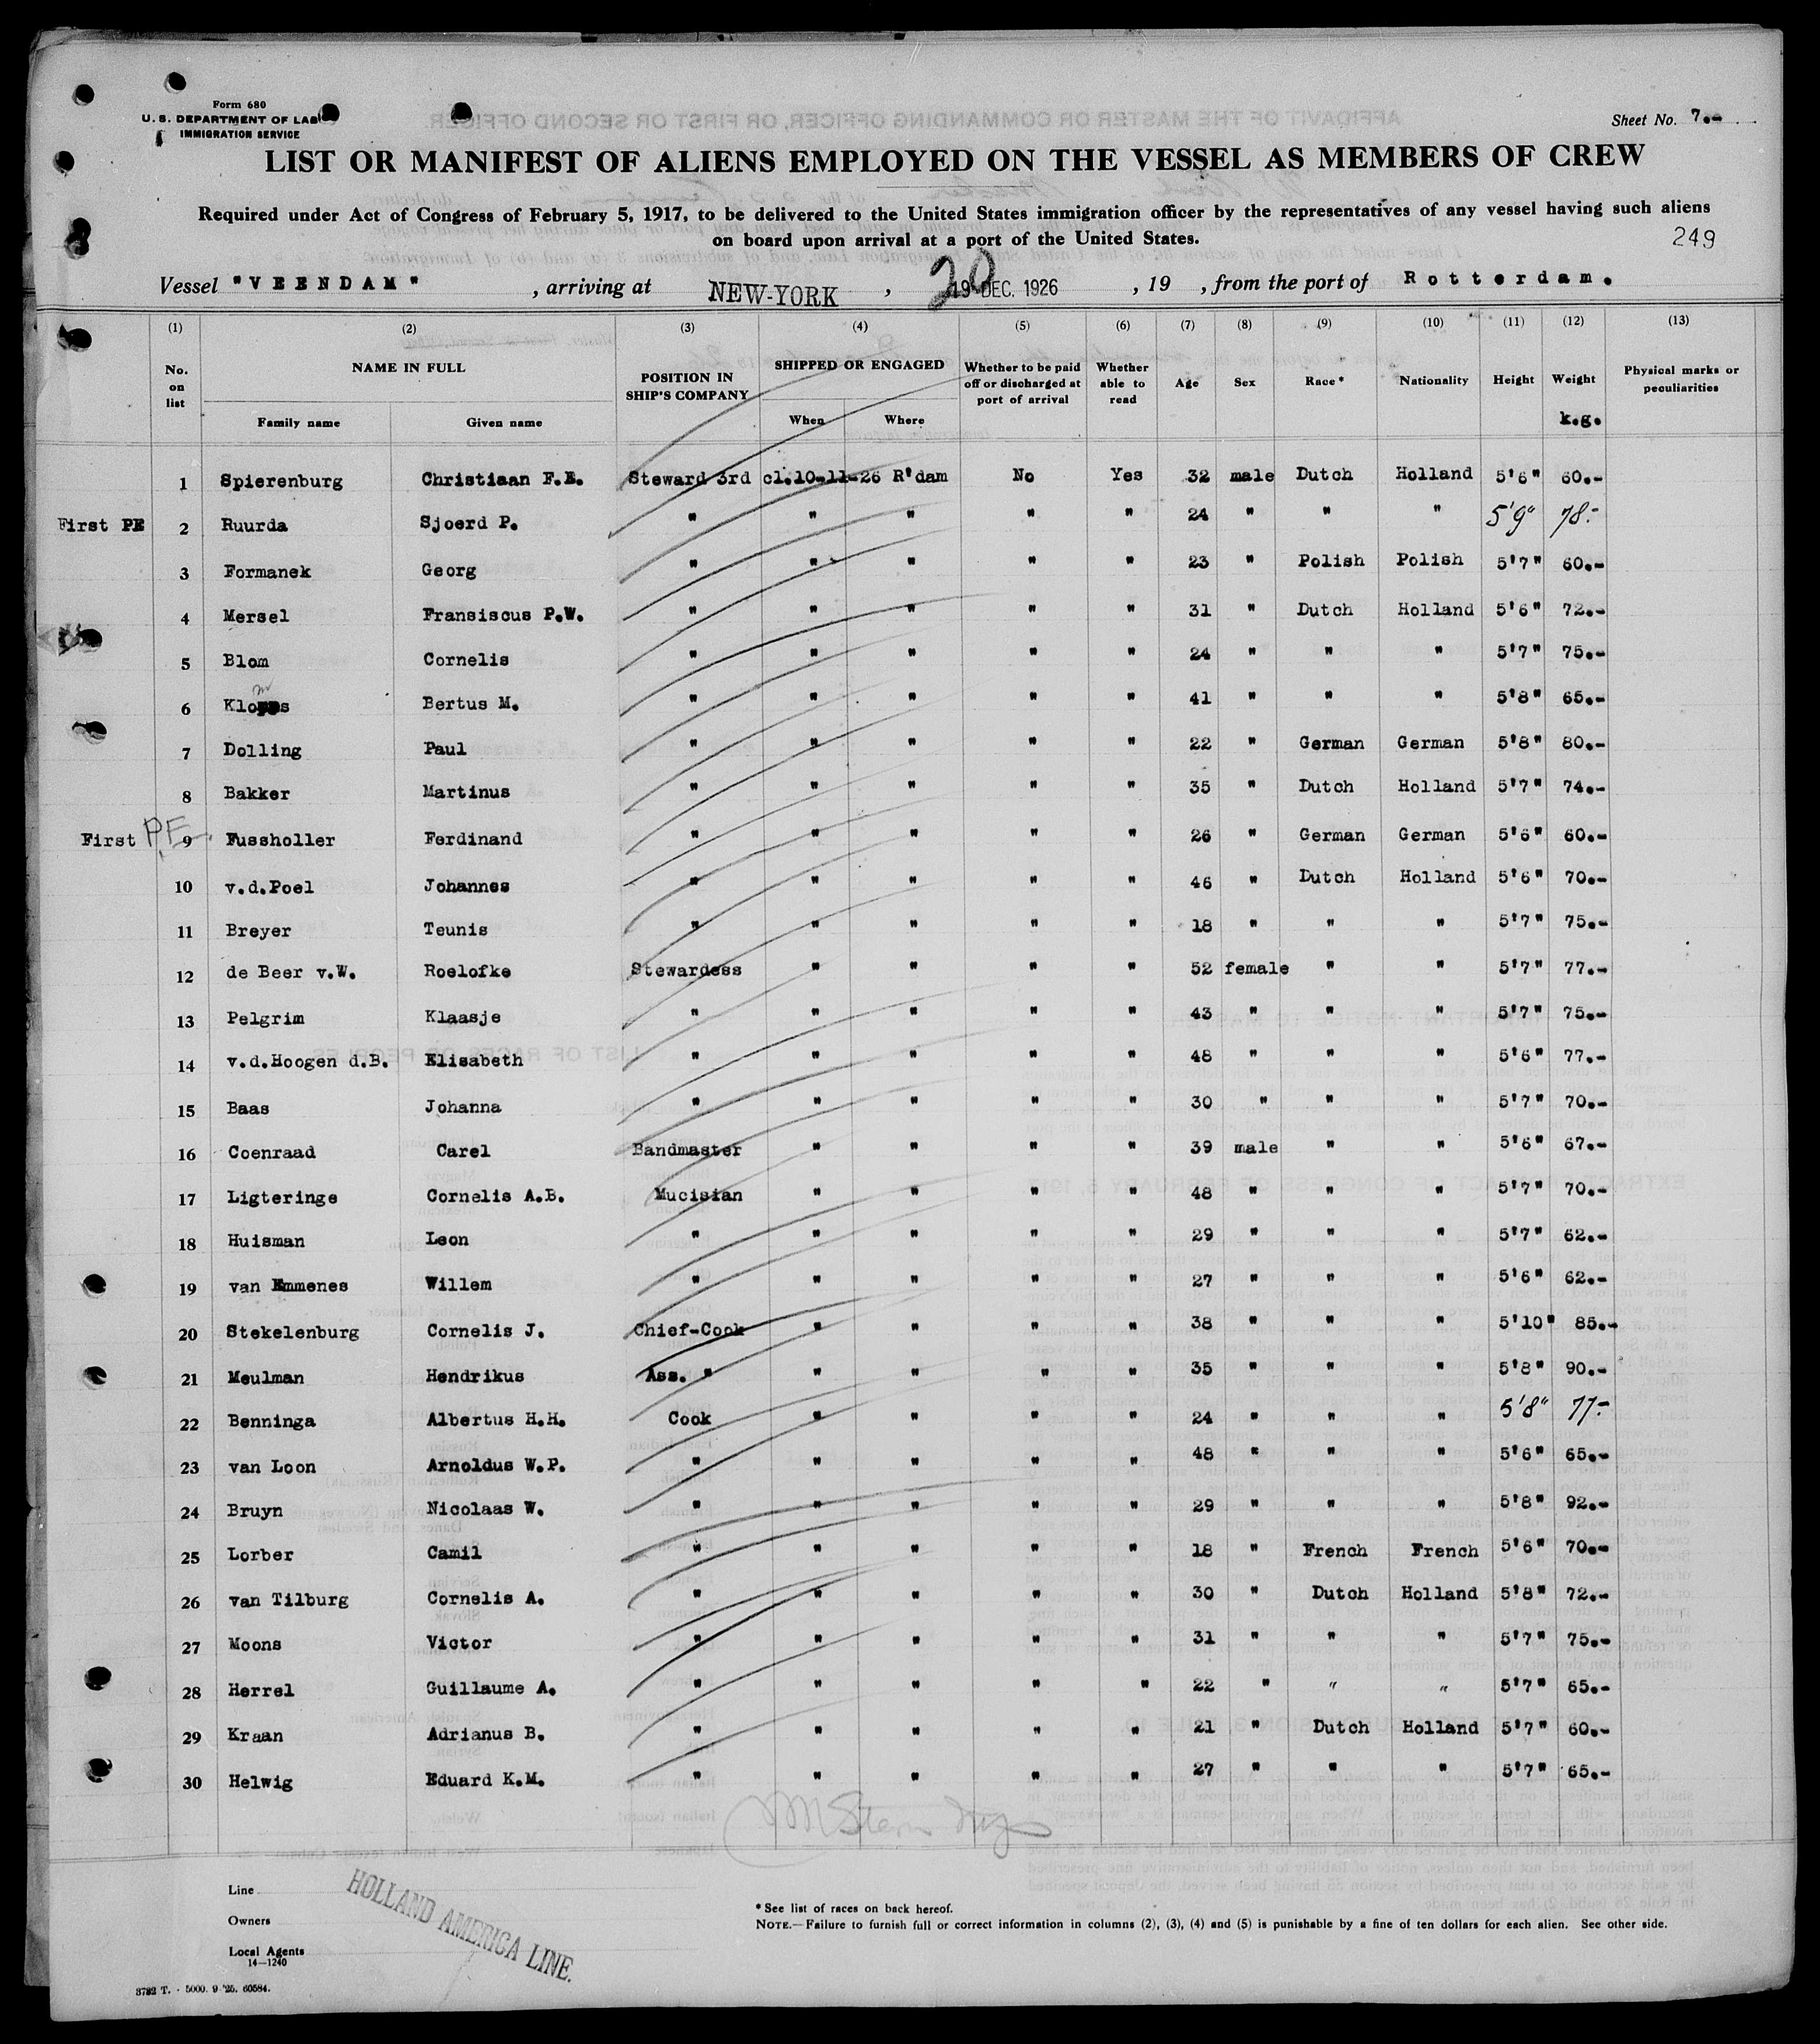 Form 680
U. S. DEPARTMENT OF LAB
IMMIGRATION SERVICE
Sheet No. 7.-
LIST OR MANIFEST OF ALIENS EMPLOYED ON THE VESSEL AS MEMBERS OF CREW
Required under Act of Congress of February 5, 1917, to be delivered to the United States immigration officer by the representatives of any vessel having such aliens
on board upon arrival at a port of the United States.
249
Vessel "VEENDAM" , arriving at NEW-YORK , 20 19 DEC. 1926 , 19 , from the port of Rotterdam.
(1) (2) (3) (4) (5) (6) (7) (8) (9) (10) (11) (12) (13)
No. on list NAME IN FULL Family name Given name POSITION IN SHIP'S COMPANY SHIPPED OR ENGAGED When Where Whether to be paid off or discharged at port of arrival Whether able to read Age Sex Race * Nationality Height Weight k.g. Physical marks or peculiarities
1 Spierenburg Christiaan F.E. Steward 3rd cl. 10-11-26 R'dam No Yes 32 male Dutch Holland 5'6" 60.-
First PE 2 Ruurda Sjoerd P. " " " " " 24 " " " 5'9" 78.-
3 Formanek Georg " " " " " 23 " Polish Polish 5'7" 60.-
4 Mersel Fransiscus P.W. " " " " " 31 " Dutch Holland 5'6" 72.-
5 Blom Cornelis " " " " " 24 " " " 5'7" 75.-
6 Bertus M. " " " " " 41 " " " 5'8" 65.-
7 Dolling Paul " " " " " 22 " German German 5'8" 80.-
8 Bakker Martinus " " " " " 35 " Dutch Holland 5'7" 74.-
First P.E. 9 Fussholler Ferdinand " " " " " 26 " German German 5'6" 60.-
10 v.d.Poel Johannes " " " " " 46 " Dutch Holland 5'6" 70.-
11 Breyer Teunis " " " " " 18 " " " 5'7" 75.-
12 de Beer v.W. Roelofke Stewardess " " " " 52 female " " 5'7" 77.-
13 Pelgrim Klaasje " " " " " 43 " " " 5'7" 75.-
14 v.d.Hoogen d.B. Elisabeth " " " " " 48 " " " 5'6" 77.-
15 Baas Johanna " " " " " 30 " " " 5'7" 70.-
16 Coenraad Carel Bandmaster " " " " 39 male " " 5'6" 67.-
17 Ligteringe Cornelis A.B. Mucisian " " " " 48 " " " 5'7" 70.-
18 Huisman Leon " " " " " 29 " " " 5'7" 62.-
19 van Emmenes Willem " " " " " 27 " " " 5'6" 62.-
20 Stekelenburg Cornelis J. Chief-Cook " " " " 38 " " " 5'10" 85.-
21 Meulman Hendrikus Ass. " " " " " 35 " " " 5'8" 90.-
22 Benninga Albertus H.H. Cook " " " " 24 " " " 5'8" 77.-
23 van Loon Arnoldus W.P. " " " " " 48 " " " 5'6" 65.-
24 Bruyn Nicolaas W. " " " " " 29 " " " 5'8" 92.-
25 Lorber Camil " " " " " 18 " French French 5'6" 70.-
26 van Tilburg Cornelis A. " " " " " 30 " Dutch Holland 5'8" 72.-
27 Moons Victor " " " " " 31 " " " 5'7" 75.-
28 Herrel Guillaume A. " " " " " 22 " " " 5'7" 65.-
29 Kraan Adrianus B. " " " " " 21 " Dutch Holland 5'7" 60.-
30 Helwig Eduard K.M. " " " " " 27 " " " 5'7" 65.-
Line
Owners
Local Agents
14—1240
HOLLAND AMERICA LINE.
* See list of races on back hereof.
NOTE.—Failure to furnish full or correct information in columns (2), (3), (4) and (5) is punishable by a fine of ten dollars for each alien. See other side.
3782 T. - 5000. 9-'25. 60584.